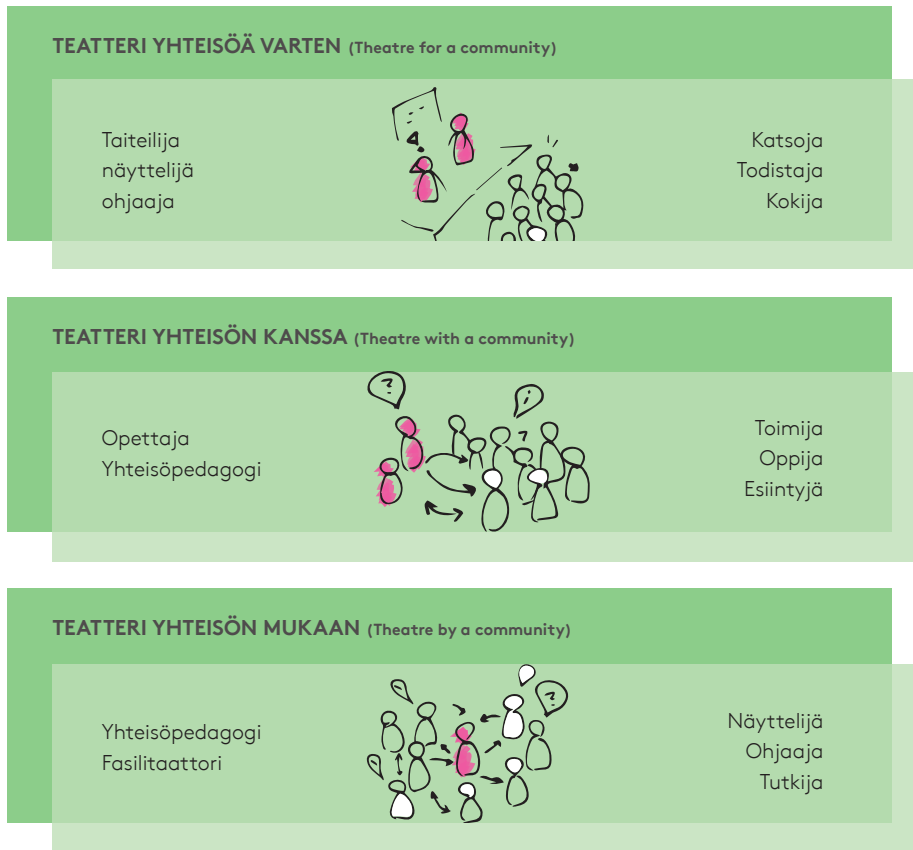 TEATTERI YHTEISÖÄ VARTEN (Theatre for a community)
Taiteilija
näyttelijä
ohjaaja
Katsoja
Todistaja
Kokija
TEATTERI YHTEISÖN KANSSA (Theatre with a community)
?
Opettaja
Yhteisöpedagogi
Toimija
Oppija
Esiintyjä
TEATTERI YHTEISÖN MUKAAN (Theatre by a community)
?
Yhteisöpedagogi
Fasilitaattori
Näyttelijä
Ohjaaja
Tutkija